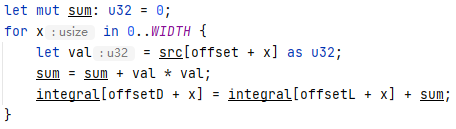 let mut sum: u32 = 0;
for x : usize in 0..WIDTH {
    let val : u32 = src[offset + x] as u32;
    sum = sum + val * val;
    integral[offsetD + x] = integral[offsetL + x] + sum;
}